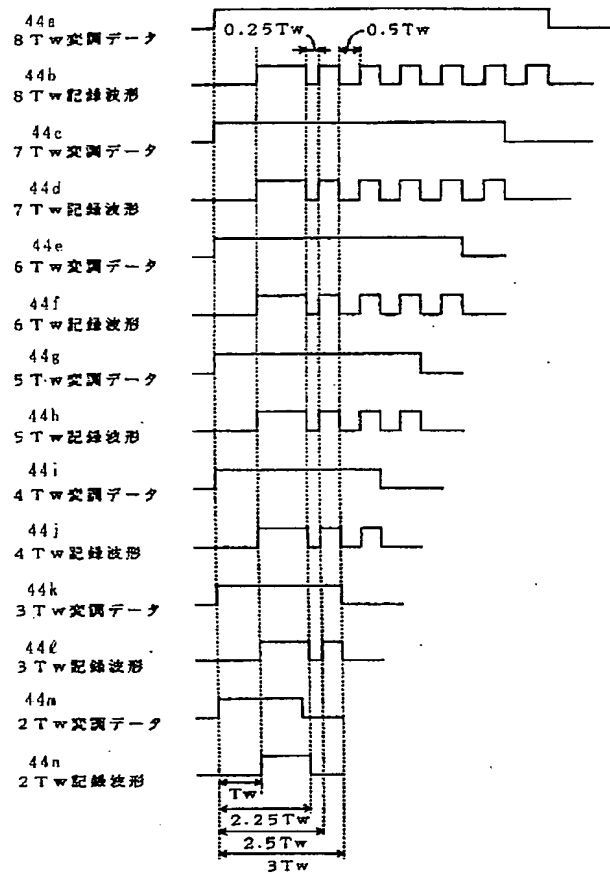 44a
8Tw変調データ
0.25Tw 0.5Tw
44b
8Tw記録波形
44c
7Tw変調データ
44d
7Tw記録波形
44e
6Tw変調データ
44f
6Tw記録波形
44g
5Tw変調データ
44h
5Tw記録波形
44i
4Tw変調データ
44j
4Tw記録波形
44k
3Tw変調データ
44ℓ
3Tw記録波形
44m
2Tw変調データ
44n
2Tw記録波形
Tw
2.25Tw
2.5Tw
3Tw